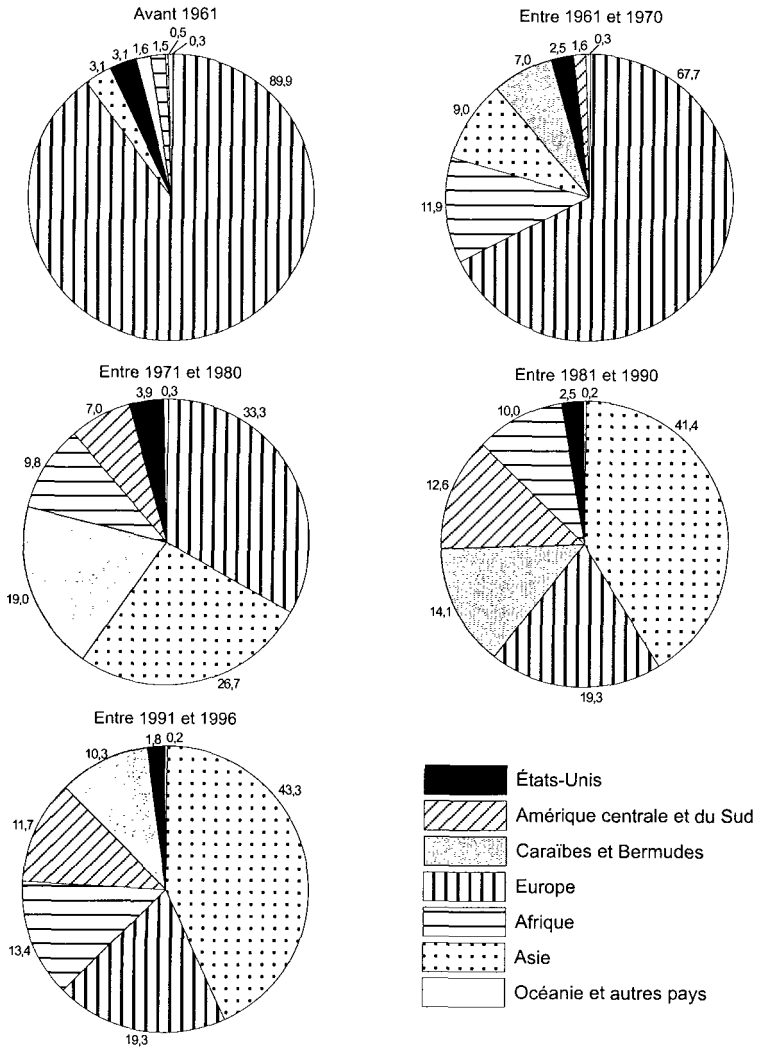 Avant 1961
89,9
3,1
3,1
1,6
1,5
0,5
0,3
Entre 1961 et 1970
67,7
11,9
9,0
7,0
2,5
1,6
0,3
Entre 1971 et 1980
33,3
26,7
19,0
9,8
7,0
3,9
0,3
Entre 1981 et 1990
41,4
19,3
14,1
12,6
10,0
2,5
0,2
Entre 1991 et 1996
43,3
19,3
13,4
11,7
10,3
1,8
0,2
États-Unis
Amérique centrale et du Sud
Caraïbes et Bermudes
Europe
Afrique
Asie
Océanie et autres pays